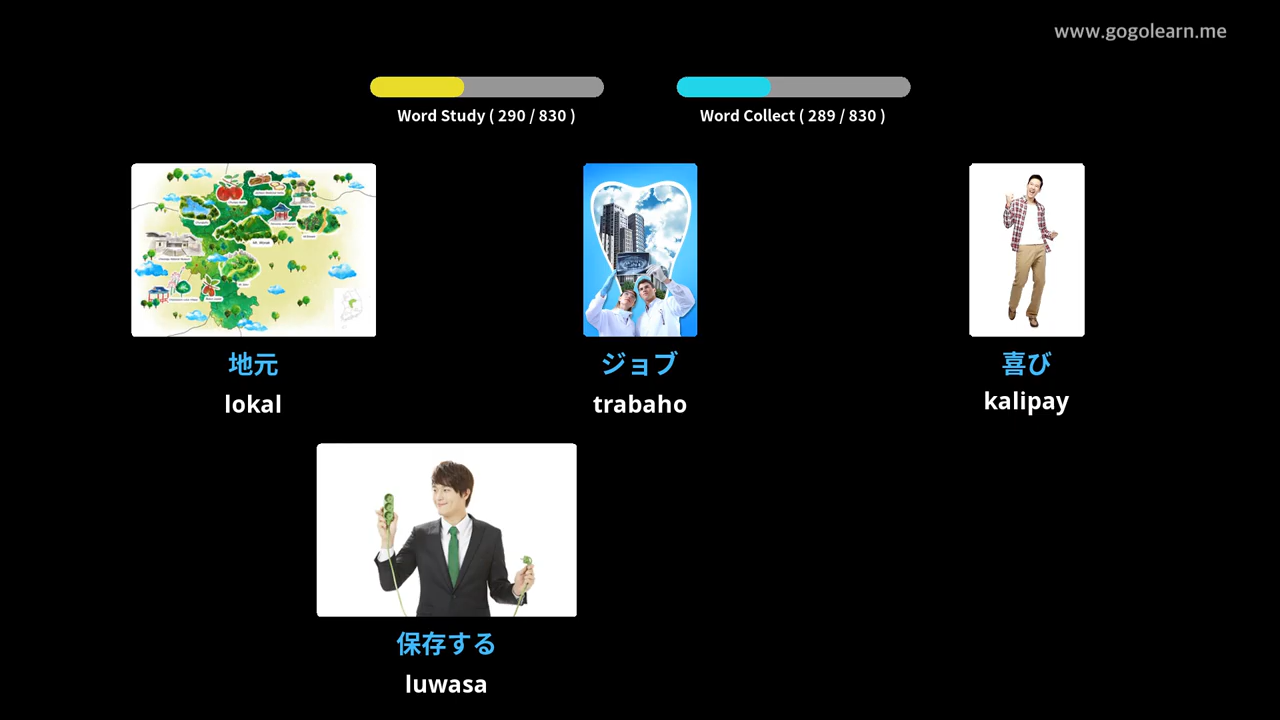 www.gogolearn.me
Word Study ( 290 / 830 )
Word Collect ( 289 / 830 )
地元
lokal
ジョブ
trabaho
喜び
kalipay
保存する
luwasa